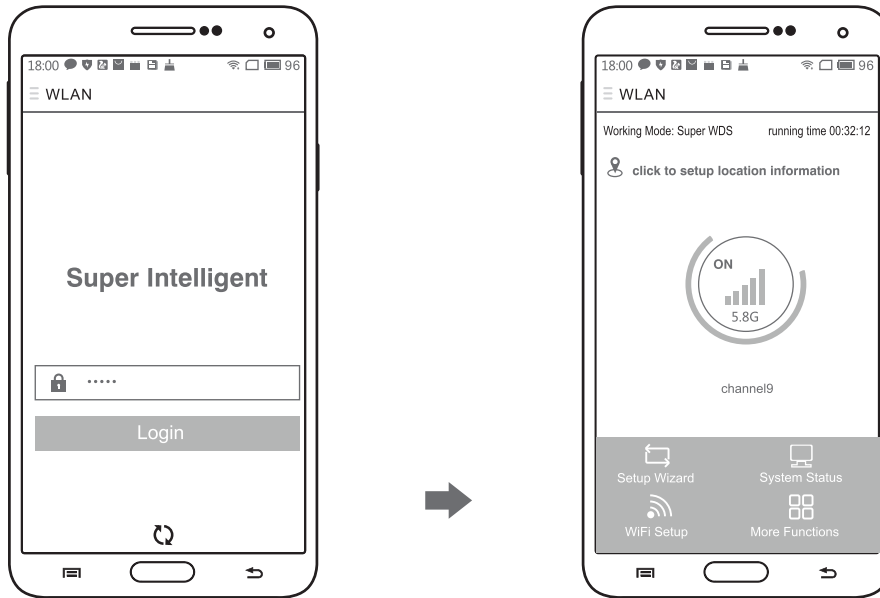 18:00 96
WLAN
Super Intelligent
•••••
Login
18:00 96
WLAN
Working Mode: Super WDS running time 00:32:12
click to setup location information
ON
5.8G
channel9
Setup Wizard System Status
WiFi Setup More Functions